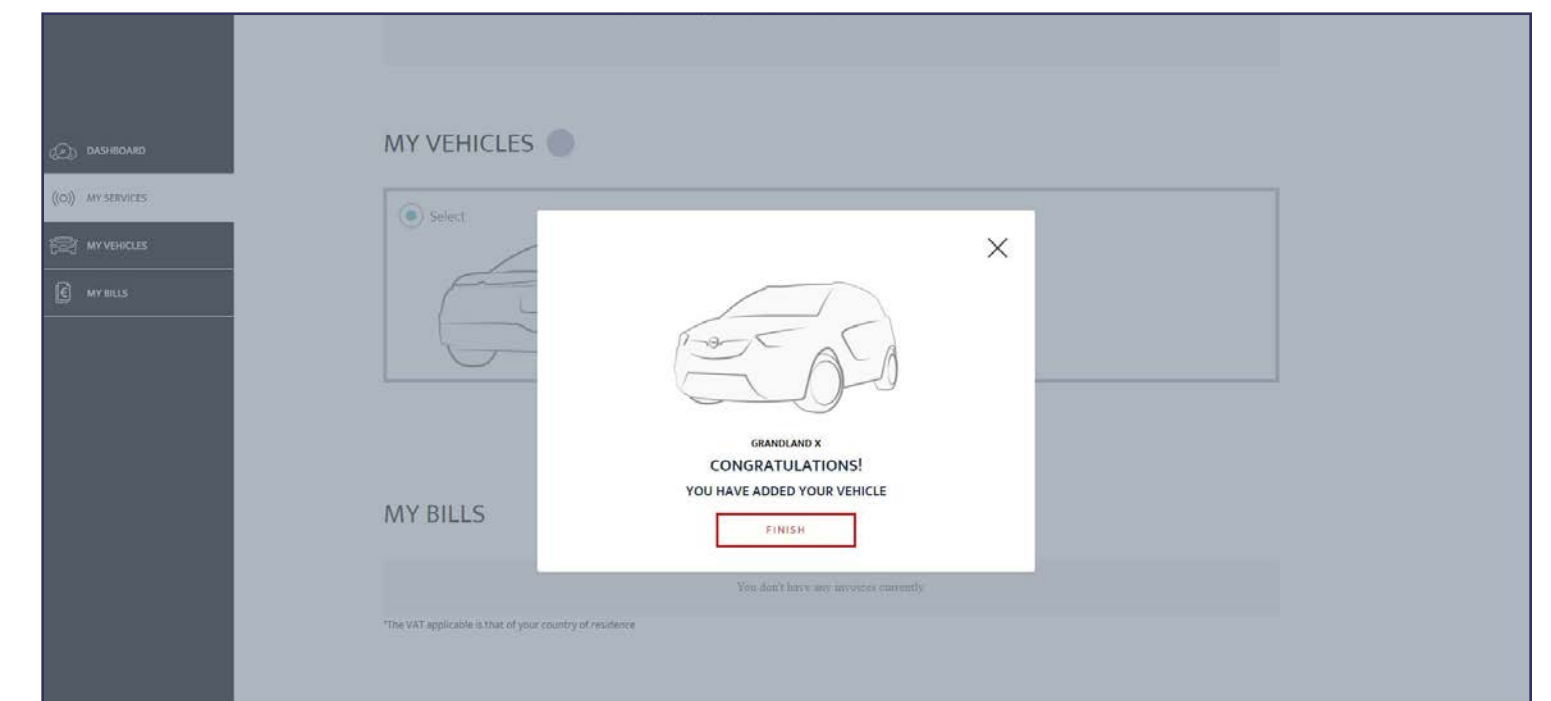 DASHBOARD
MY SERVICES
MY VEHICLES
MY BILLS
MY VEHICLES
Select
GRANDLAND X
CONGRATULATIONS!
YOU HAVE ADDED YOUR VEHICLE
FINISH
MY BILLS
You don't have any invoices currently
*The VAT applicable is that of your country of residence